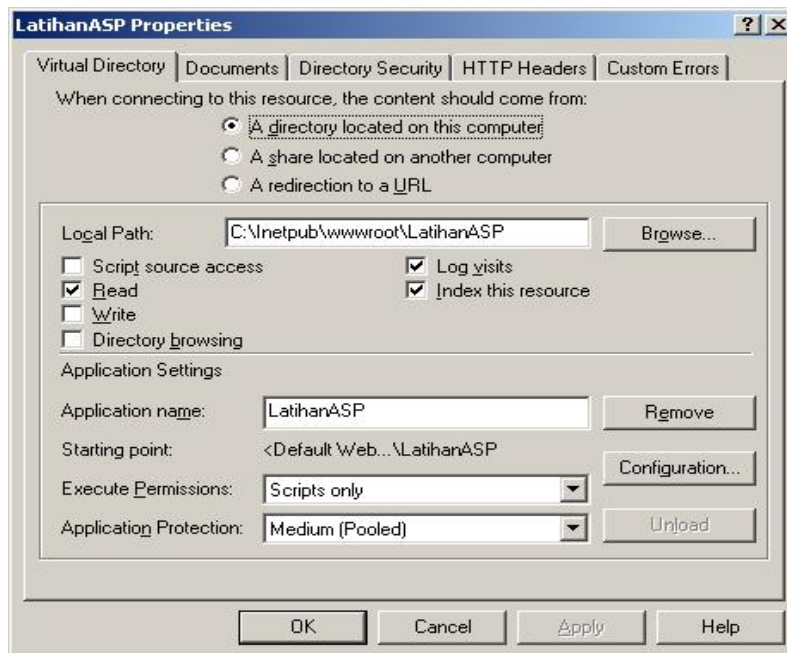 LatihanASP Properties
Virtual Directory Documents Directory Security HTTP Headers Custom Errors
When connecting to this resource, the content should come from:
A directory located on this computer
A share located on another computer
A redirection to a URL
Local Path: C:\Inetpub\wwwroot\LatihanASP Browse...
Script source access Log visits
Read Index this resource
Write
Directory browsing
Application Settings
Application name: LatihanASP Remove
Starting point: <Default Web...\LatihanASP
Configuration...
Execute Permissions: Scripts only
Application Protection: Medium (Pooled) Unload
OK Cancel Apply Help